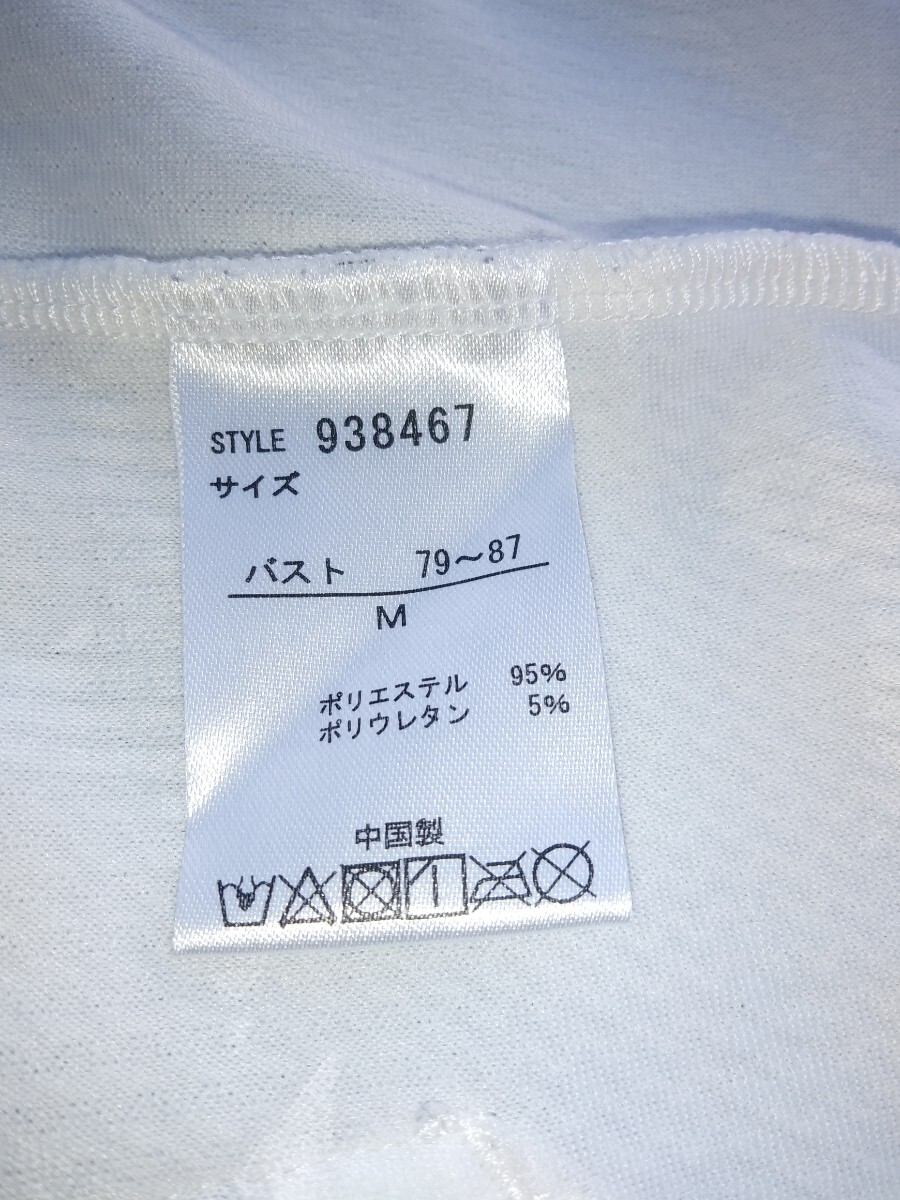 STYLE 938467
サイズ
バスト 79～87
M
ポリエステル 95%
ポリウレタン 5%
中国製